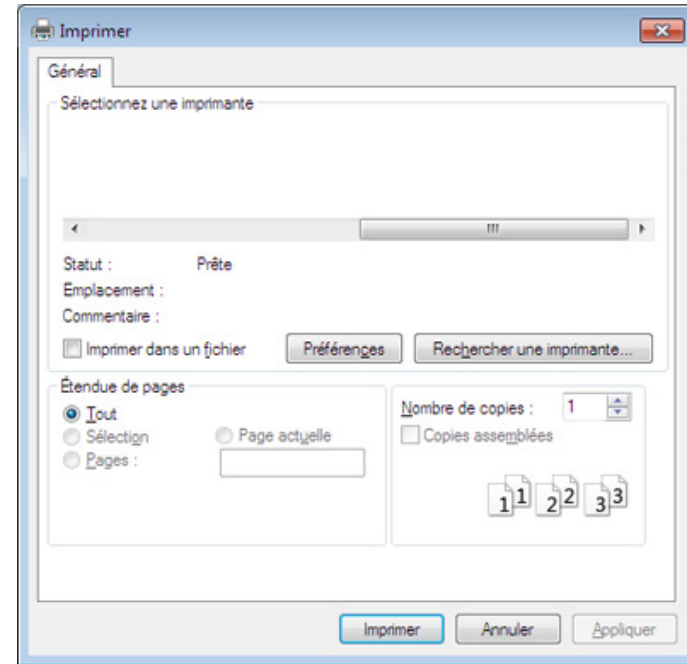 Imprimer
Général
Sélectionnez une imprimante
Statut : Prête
Emplacement :
Commentaire :
Imprimer dans un fichier Préférences Rechercher une imprimante...
Étendue de pages
Tout
Sélection Page actuelle
Pages :
Nombre de copies : 1
Copies assemblées
1 1 2 2 3 3
Imprimer Annuler Appliquer